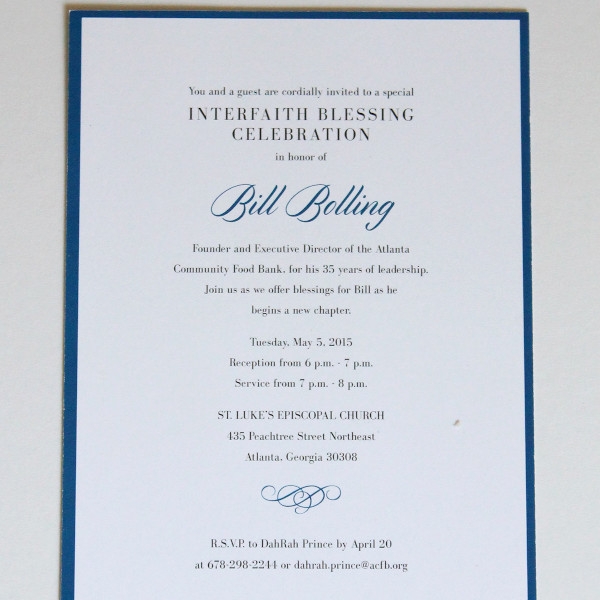 You and a guest are cordially invited to a special
INTERFAITH BLESSING
CELEBRATION
in honor of
Bill Bolling
Founder and Executive Director of the Atlanta
Community Food Bank, for his 35 years of leadership.
Join us as we offer blessings for Bill as he
begins a new chapter.
Tuesday, May 5, 2015
Reception from 6 p.m. - 7 p.m.
Service from 7 p.m. - 8 p.m.
ST. LUKE'S EPISCOPAL CHURCH
435 Peachtree Street Northeast
Atlanta, Georgia 30308
R.S.V.P. to DahRah Prince by April 20
at 678-298-2244 or dahrah.prince@acfb.org